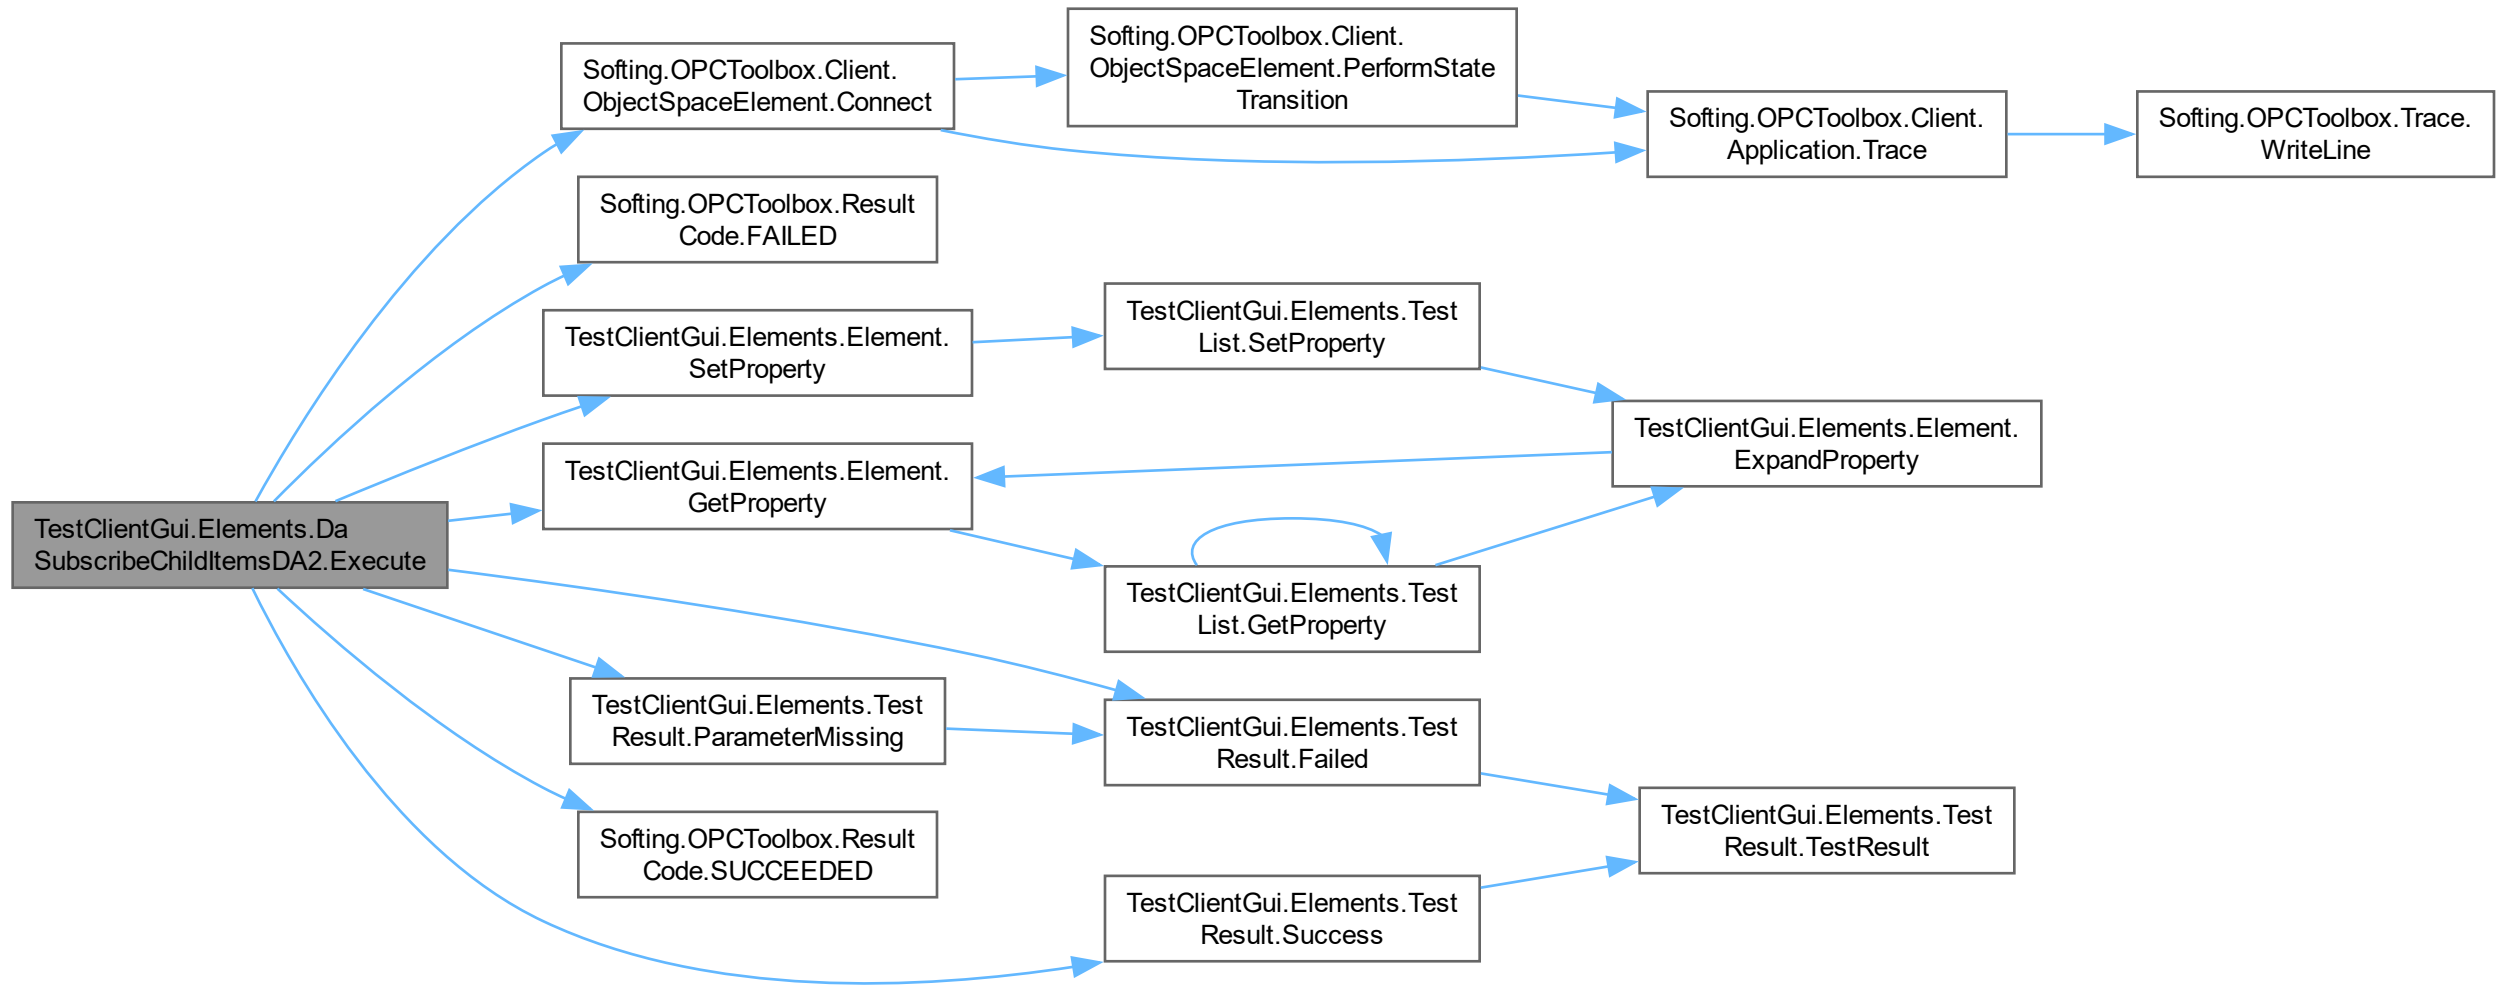 TestClientGui.Elements.Da
SubscribeChildItemsDA2.Execute
Softing.OPCToolbox.Client.
ObjectSpaceElement.Connect
Softing.OPCToolbox.Client.
ObjectSpaceElement.PerformState
Transition
Softing.OPCToolbox.Client.
Application.Trace
Softing.OPCToolbox.Trace.
WriteLine
Softing.OPCToolbox.Result
Code.FAILED
TestClientGui.Elements.Element.
SetProperty
TestClientGui.Elements.Test
List.SetProperty
TestClientGui.Elements.Element.
ExpandProperty
TestClientGui.Elements.Element.
GetProperty
TestClientGui.Elements.Test
List.GetProperty
TestClientGui.Elements.Test
Result.ParameterMissing
TestClientGui.Elements.Test
Result.Failed
TestClientGui.Elements.Test
Result.TestResult
Softing.OPCToolbox.Result
Code.SUCCEEDED
TestClientGui.Elements.Test
Result.Success